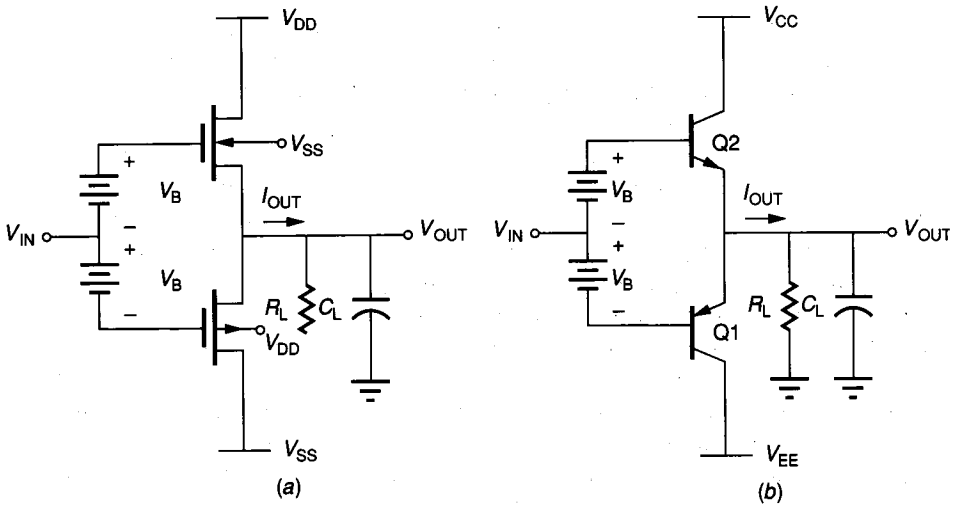 V_DD
V_SS
+
V_B
−
I_OUT
V_IN
V_OUT
+
V_B
−
R_L
C_L
V_DD
V_SS
(a)
V_CC
Q2
+
V_B
−
I_OUT
V_IN
V_OUT
+
V_B
−
R_L
C_L
Q1
V_EE
(b)